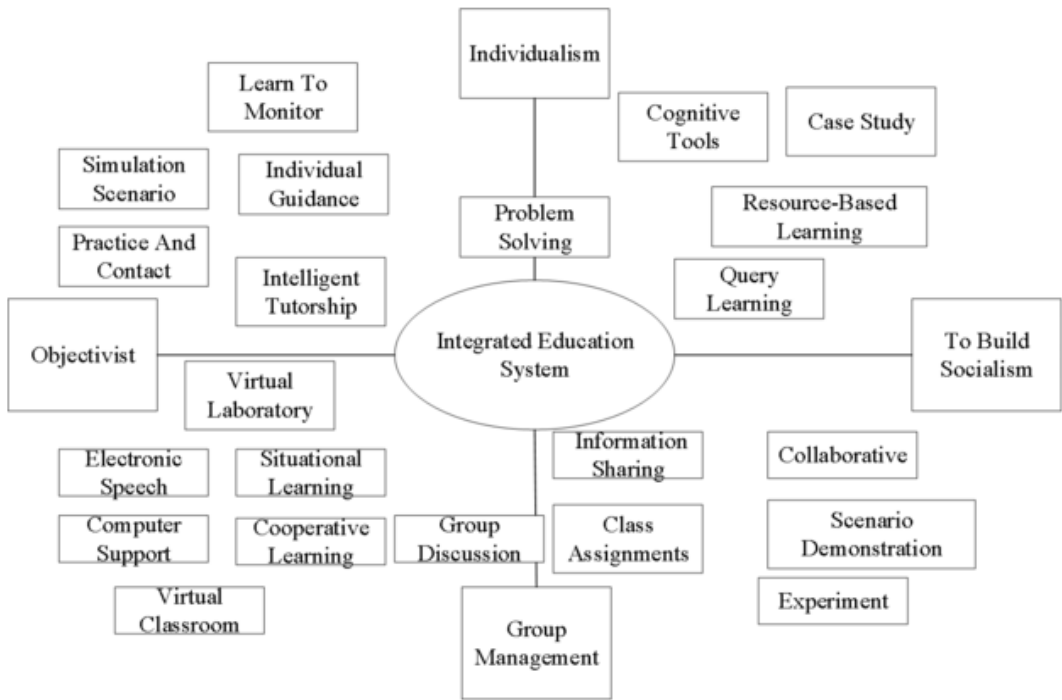 Individualism
Learn To
Monitor
Cognitive
Tools
Case Study
Simulation
Scenario
Individual
Guidance
Problem
Solving
Resource-Based
Learning
Practice And
Contact
Intelligent
Tutorship
Query
Learning
Objectivist
Integrated Education
System
To Build
Socialism
Virtual
Laboratory
Information
Sharing
Collaborative
Electronic
Speech
Situational
Learning
Computer
Support
Cooperative
Learning
Group
Discussion
Class
Assignments
Scenario
Demonstration
Virtual
Classroom
Experiment
Group
Management